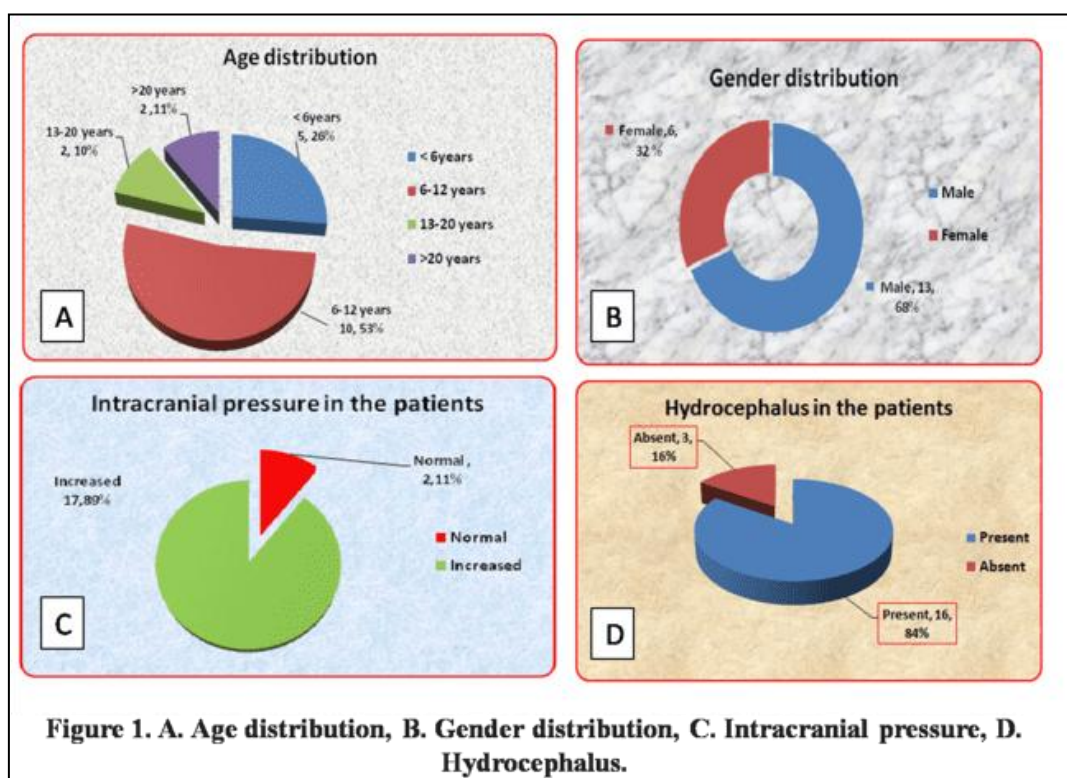 Age distribution
>20 years
2 ,11%
< 6years
5, 26%
13-20 years
2, 10%
< 6years
6-12 years
13-20 years
>20 years
6-12 years
10, 53%
A
Gender distribution
Female,6,
32 %
Male
Female
Male, 13,
68%
B
Intracranial pressure in the patients
Normal ,
2,11%
Increased
17,89%
Normal
Increased
C
Hydrocephalus in the patients
Absent, 3,
16%
Present
Absent
Present, 16,
84%
D
Figure 1. A. Age distribution, B. Gender distribution, C. Intracranial pressure, D.
Hydrocephalus.